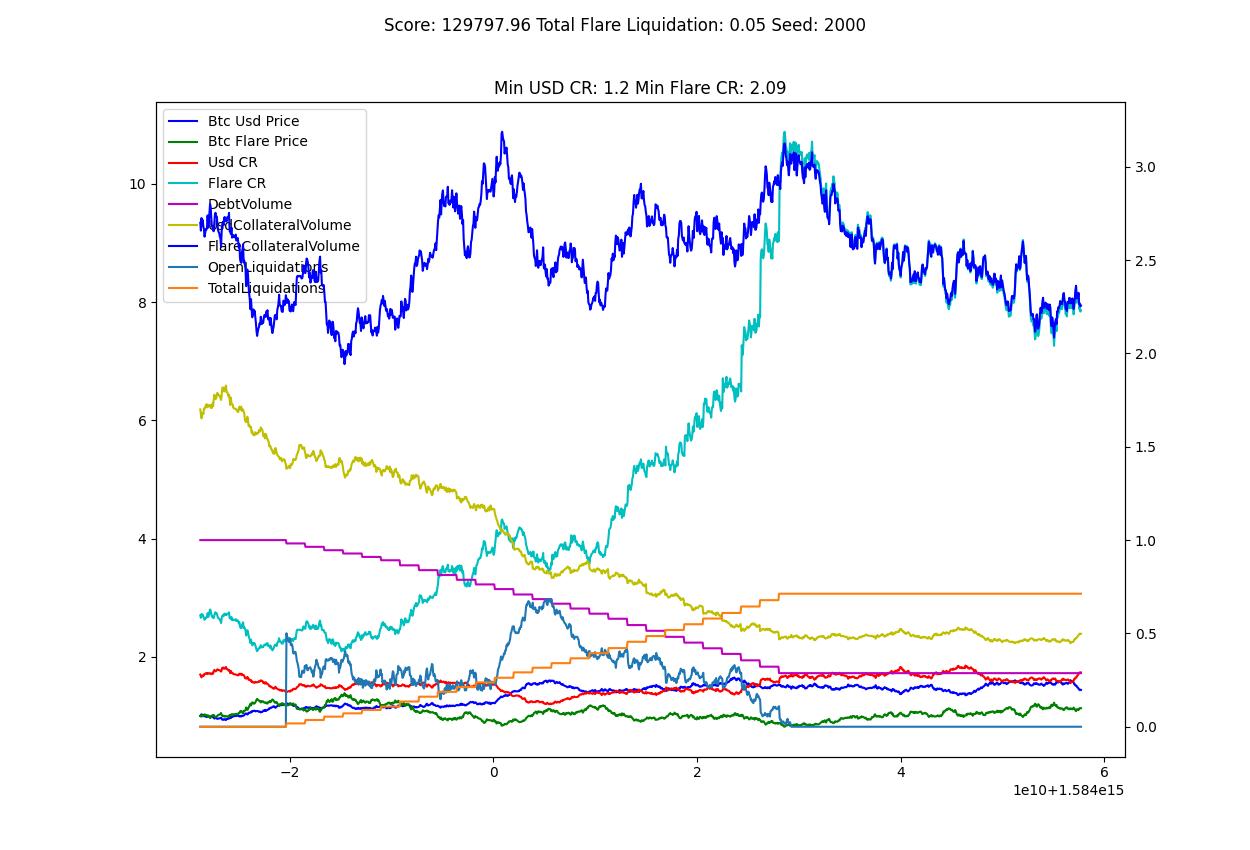 Score: 129797.96 Total Flare Liquidation: 0.05 Seed: 2000
Min USD CR: 1.2 Min Flare CR: 2.09
Btc Usd Price
Btc Flare Price
Usd CR
Flare CR
DebtVolume
UsdCollateralVolume
FlareCollateralVolume
OpenLiquidations
TotalLiquidations
10
8
6
4
2
3.0
2.5
2.0
1.5
1.0
0.5
0.0
−2
0
2
4
6
1e10+1.584e15